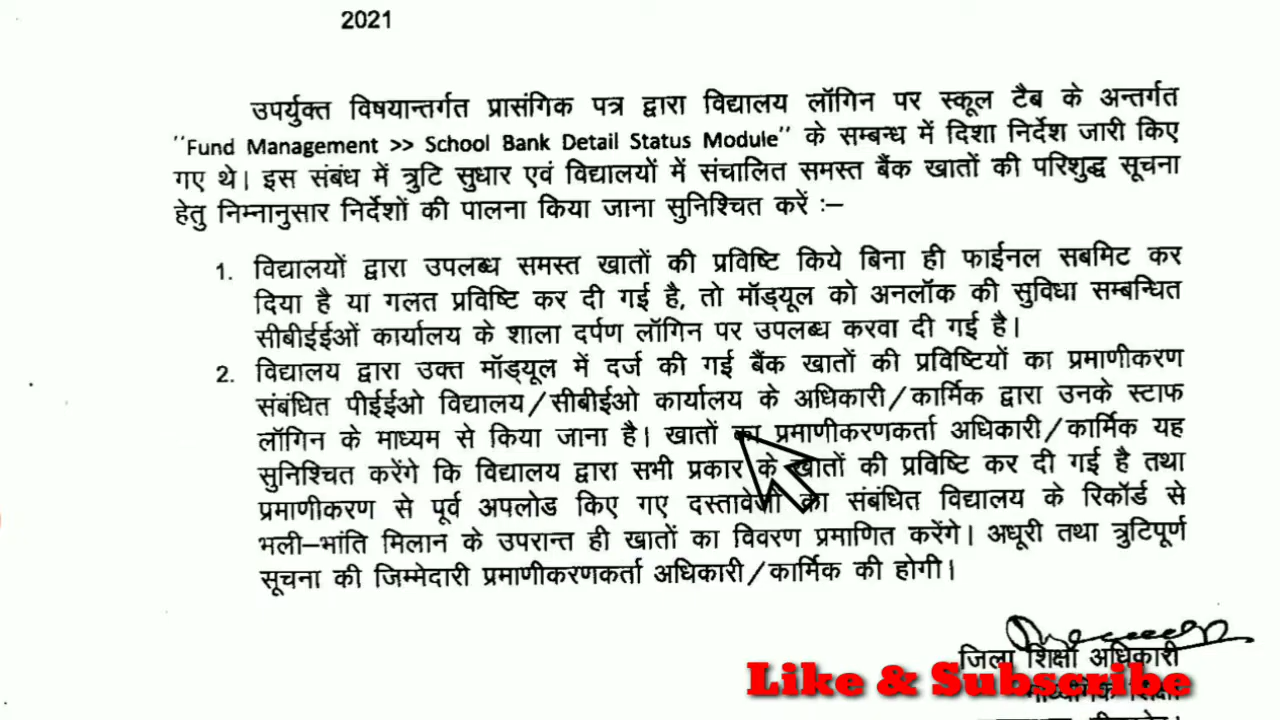 2021
उपर्युक्त विषयान्तर्गत प्रासंगिक पत्र द्वारा विद्यालय लॉगिन पर स्कूल टैब के अन्तर्गत
"Fund Management >> School Bank Detail Status Module" के सम्बन्ध में दिशा निर्देश जारी किए
गए थे। इस संबंध में त्रुटि सुधार एवं विद्यालयों में संचालित समस्त बैंक खातों की परिशुद्ध सूचना
हेतु निम्नानुसार निर्देशों की पालना किया जाना सुनिश्चित करें :–
1. विद्यालयों द्वारा उपलब्ध समस्त खातों की प्रविष्टि किये बिना ही फाईनल सबमिट कर
दिया है या गलत प्रविष्टि कर दी गई है, तो मॉड्यूल को अनलॉक की सुविधा सम्बन्धित
सीबीईईओं कार्यालय के शाला दर्पण लॉगिन पर उपलब्ध करवा दी गई है।
2. विद्यालय द्वारा उक्त मॉड्यूल में दर्ज की गई बैंक खातों की प्रविष्टियों का प्रमाणीकरण
संबंधित पीईईओ विद्यालय/सीबीईओ कार्यालय के अधिकारी/कार्मिक द्वारा उनके स्टाफ
लॉगिन के माध्यम से किया जाना है। खातों का प्रमाणीकरणकर्ता अधिकारी/कार्मिक यह
सुनिश्चित करेंगे कि विद्यालय द्वारा सभी प्रकार के खातों की प्रविष्टि कर दी गई है तथा
प्रमाणीकरण से पूर्व अपलोड किए गए दस्तावेजों का संबंधित विद्यालय के रिकॉर्ड से
भली–भांति मिलान के उपरान्त ही खातों का विवरण प्रमाणित करेंगे। अधूरी तथा त्रुटिपूर्ण
सूचना की जिम्मेदारी प्रमाणीकरणकर्ता अधिकारी/कार्मिक की होगी।
जिला शिक्षा अधिकारी
Like & Subscribe
माध्यमिक शिक्षा